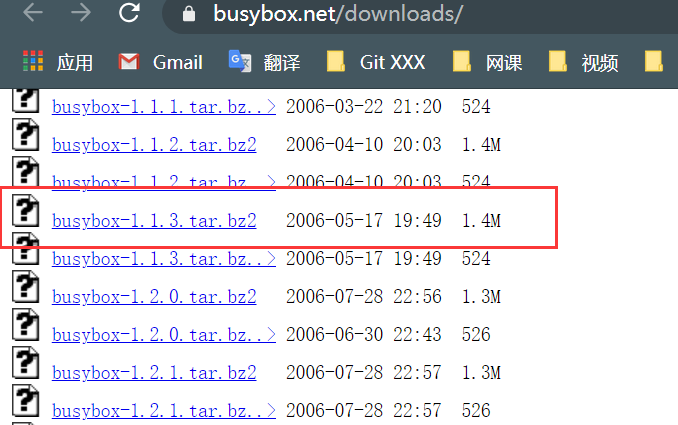 busybox.net/downloads/
应用 Gmail 翻译 Git XXX 网课 视频
busybox-1.1.1.tar.bz..> 2006-03-22 21:20 524
busybox-1.1.2.tar.bz2 2006-04-10 20:03 1.4M
busybox-1.1.2.tar.bz..> 2006-04-10 20:03 524
busybox-1.1.3.tar.bz2 2006-05-17 19:49 1.4M
busybox-1.1.3.tar.bz..> 2006-05-17 19:49 524
busybox-1.2.0.tar.bz2 2006-07-28 22:56 1.3M
busybox-1.2.0.tar.bz..> 2006-06-30 22:43 526
busybox-1.2.1.tar.bz2 2006-07-28 22:57 1.3M
busybox-1.2.1.tar.bz..> 2006-07-28 22:57 526